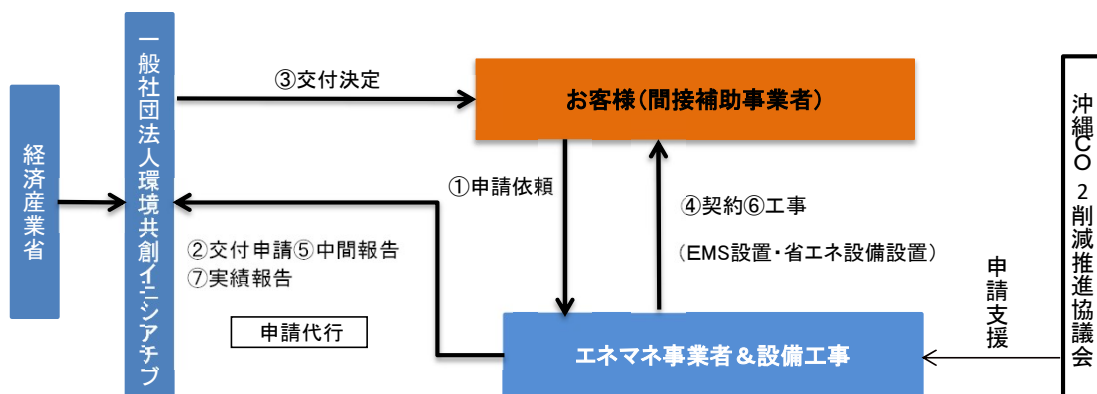 経済産業省
一般社団法人環境共創イニシアチブ
③交付決定
お客様(間接補助事業者)
①申請依頼
④契約⑥工事
(EMS設置・省エネ設備設置)
②交付申請⑤中間報告
⑦実績報告
申請代行
エネマネ事業者&設備工事
申請支援
沖縄CO2削減推進協議会